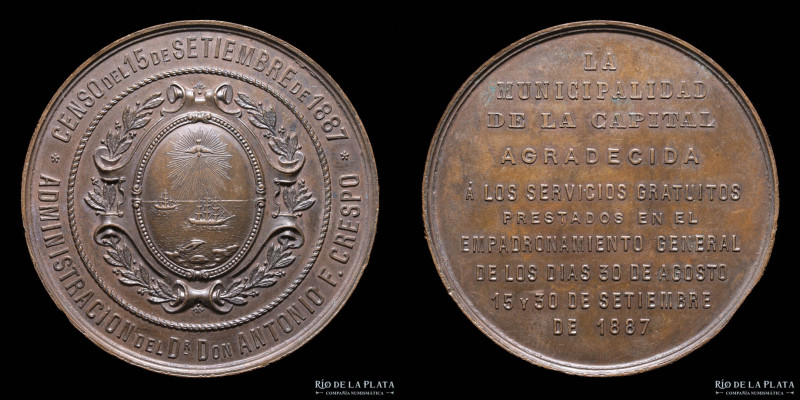 CENSO DEL 15 DE SETIEMBRE DE 1887
* ADMINISTRACION DEL DR DON ANTONIO F. CRESPO *
LA
MUNICIPALIDAD
DE LA CAPITAL
AGRADECIDA
Á LOS SERVICIOS GRATUITOS
PRESTADOS EN EL
EMPADRONAMIENTO GENERAL
DE LOS DIAS 30 DE AGOSTO
15 Y 30 DE SETIEMBRE
DE 1887
RÍO DE LA PLATA
COMPAÑÍA NUMISMÁTICA
RÍO DE LA PLATA
COMPAÑÍA NUMISMÁTICA